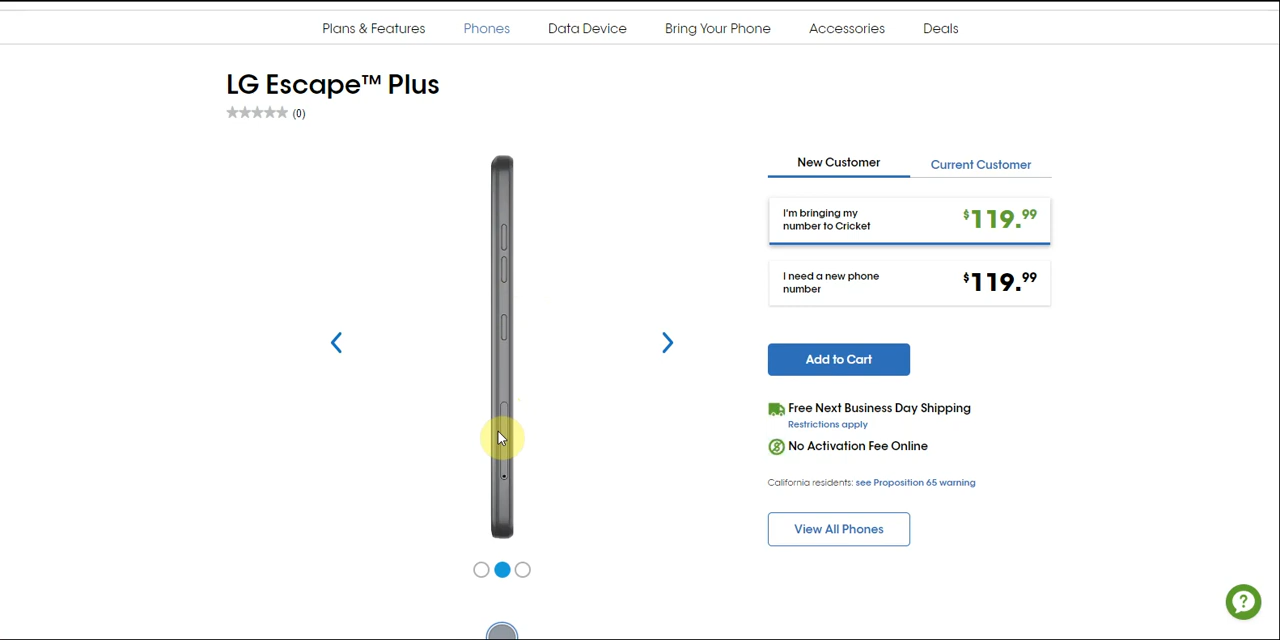 Plans & Features Phones Data Device Bring Your Phone Accessories Deals
LG Escape™ Plus
(0)
New Customer Current Customer
I'm bringing my
number to Cricket
$119.99
I need a new phone
number
$119.99
Add to Cart
Free Next Business Day Shipping
Restrictions apply
No Activation Fee Online
California residents: see Proposition 65 warning
View All Phones
?